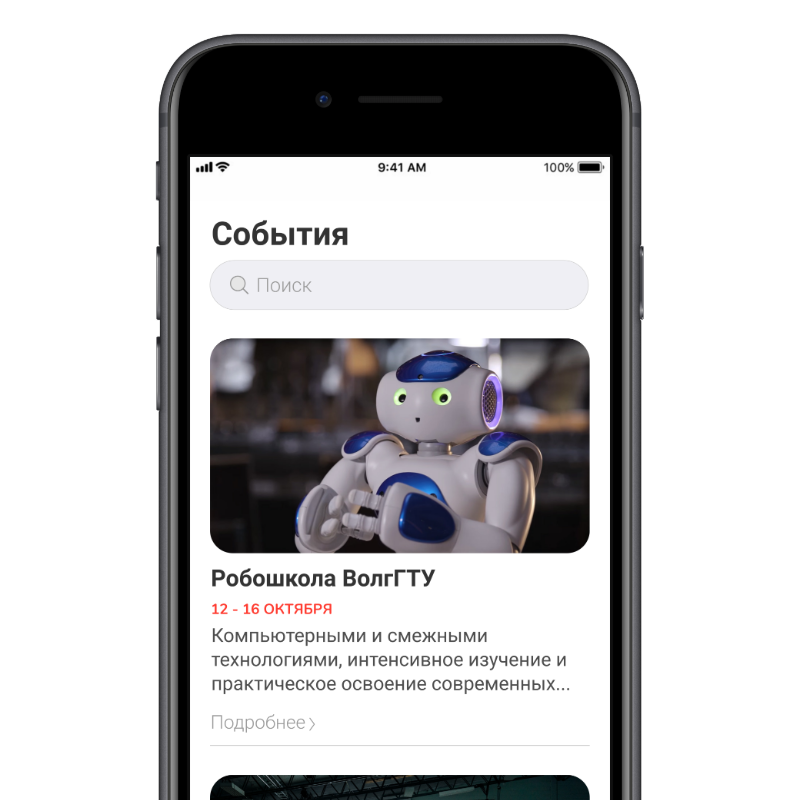 9:41 AM 100%
События
Поиск
Робошкола ВолгГТУ
12 - 16 ОКТЯБРЯ
Компьютерными и смежными
технологиями, интенсивное изучение и
практическое освоение современных...
Подробнее